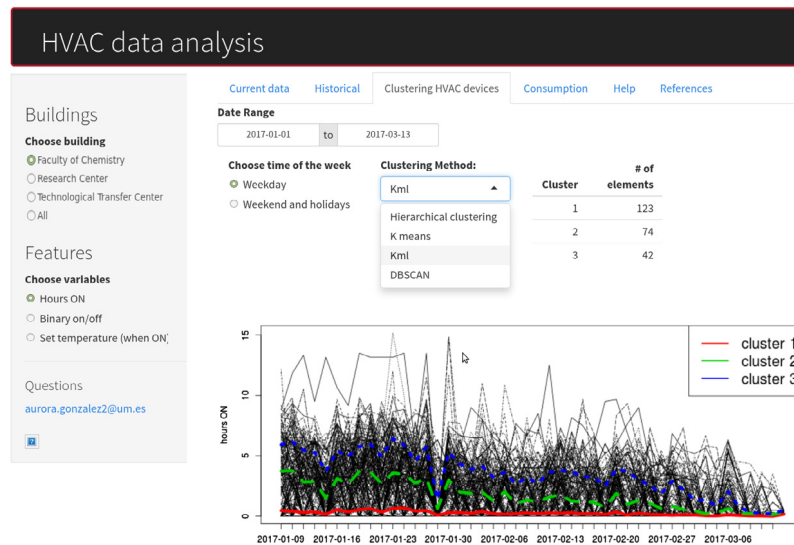 HVAC data analysis
Current data Historical Clustering HVAC devices Consumption Help References
Buildings
Choose building
Faculty of Chemistry
Research Center
Technological Transfer Center
All
Features
Choose variables
Hours ON
Binary on/off
Set temperature (when ON)
Questions
aurora.gonzalez2@um.es
Date Range
2017-01-01 to 2017-03-13
Choose time of the week
Weekday
Weekend and holidays
Clustering Method:
Kml
Hierarchical clustering
K means
Kml
DBSCAN
Cluster # of elements
1 123
2 74
3 42
cluster 1
cluster 2
cluster 3
hours ON
15
10
5
0
2017-01-09 2017-01-16 2017-01-23 2017-01-30 2017-02-06 2017-02-13 2017-02-20 2017-02-27 2017-03-06